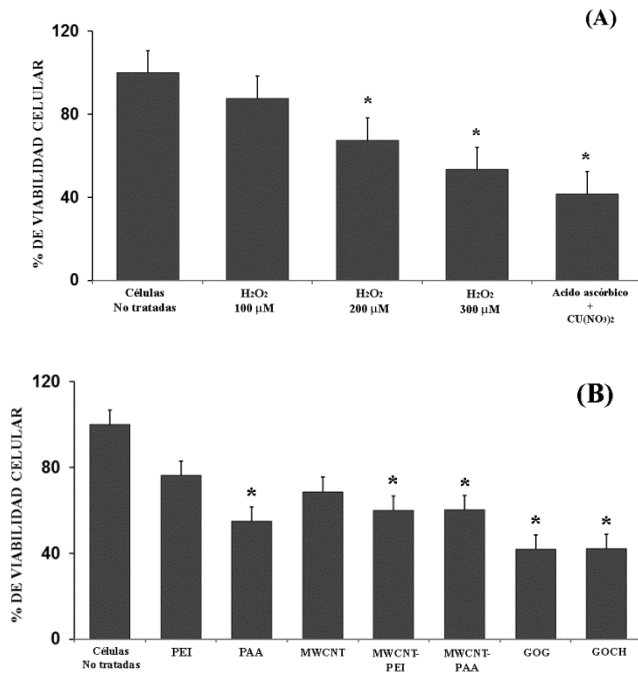 (A)
% DE VIABILIDAD CELULAR
120
80
40
0
*
*
*
Células
No tratadas
H2O2
100 µM
H2O2
200 µM
H2O2
300 µM
Acido ascórbico
+
CU(NO3)2
(B)
% DE VIABILIDAD CELULAR
120
80
40
0
*
*
*
*
*
Células
No tratadas
PEI
PAA
MWCNT
MWCNT-
PEI
MWCNT-
PAA
GOG
GOCH